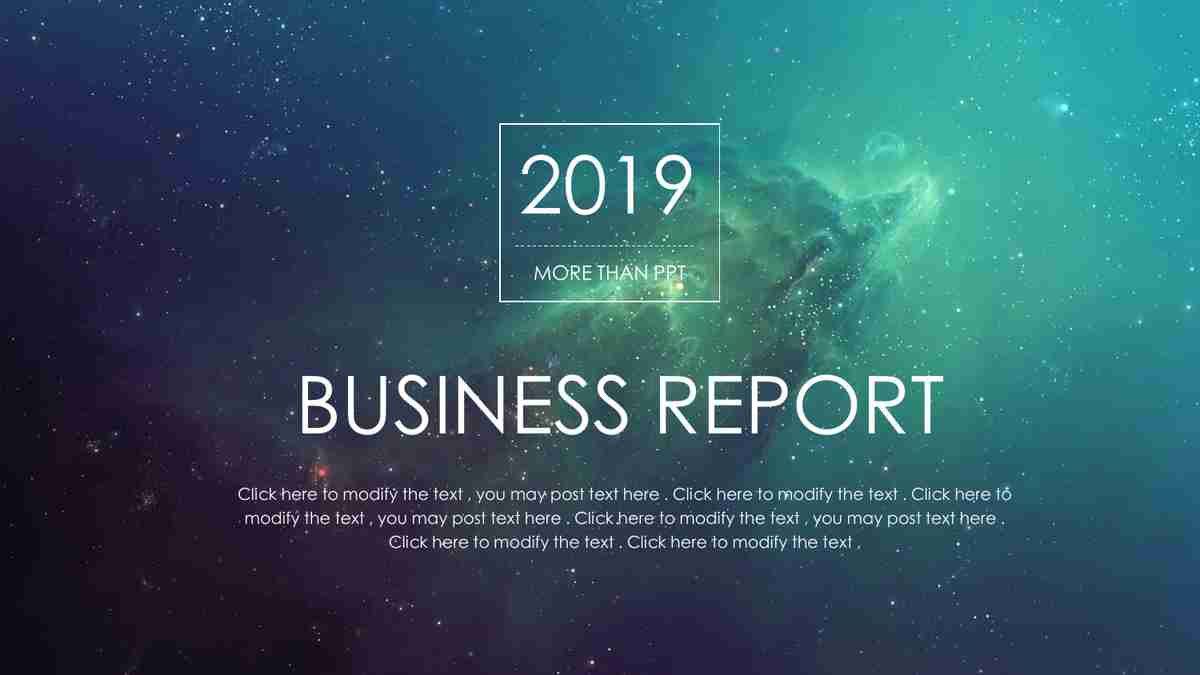 2019
MORE THAN PPT
BUSINESS REPORT
Click here to modify the text , you may post text here . Click here to modify the text . Click here to
modify the text , you may post text here . Click here to modify the text , you may post text here .
Click here to modify the text . Click here to modify the text ,